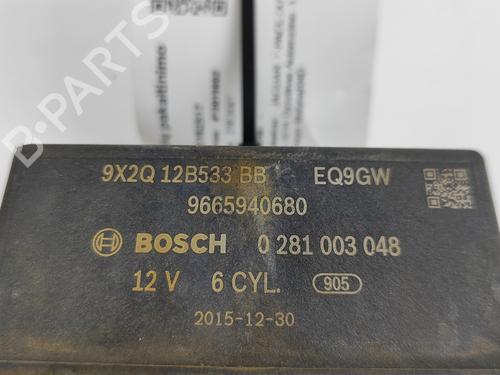 9X2Q 12B533 BB EQ9GW
9665940680
BOSCH 0 281 003 048
12 V 6 CYL. 905
2015-12-30
B-PARTS